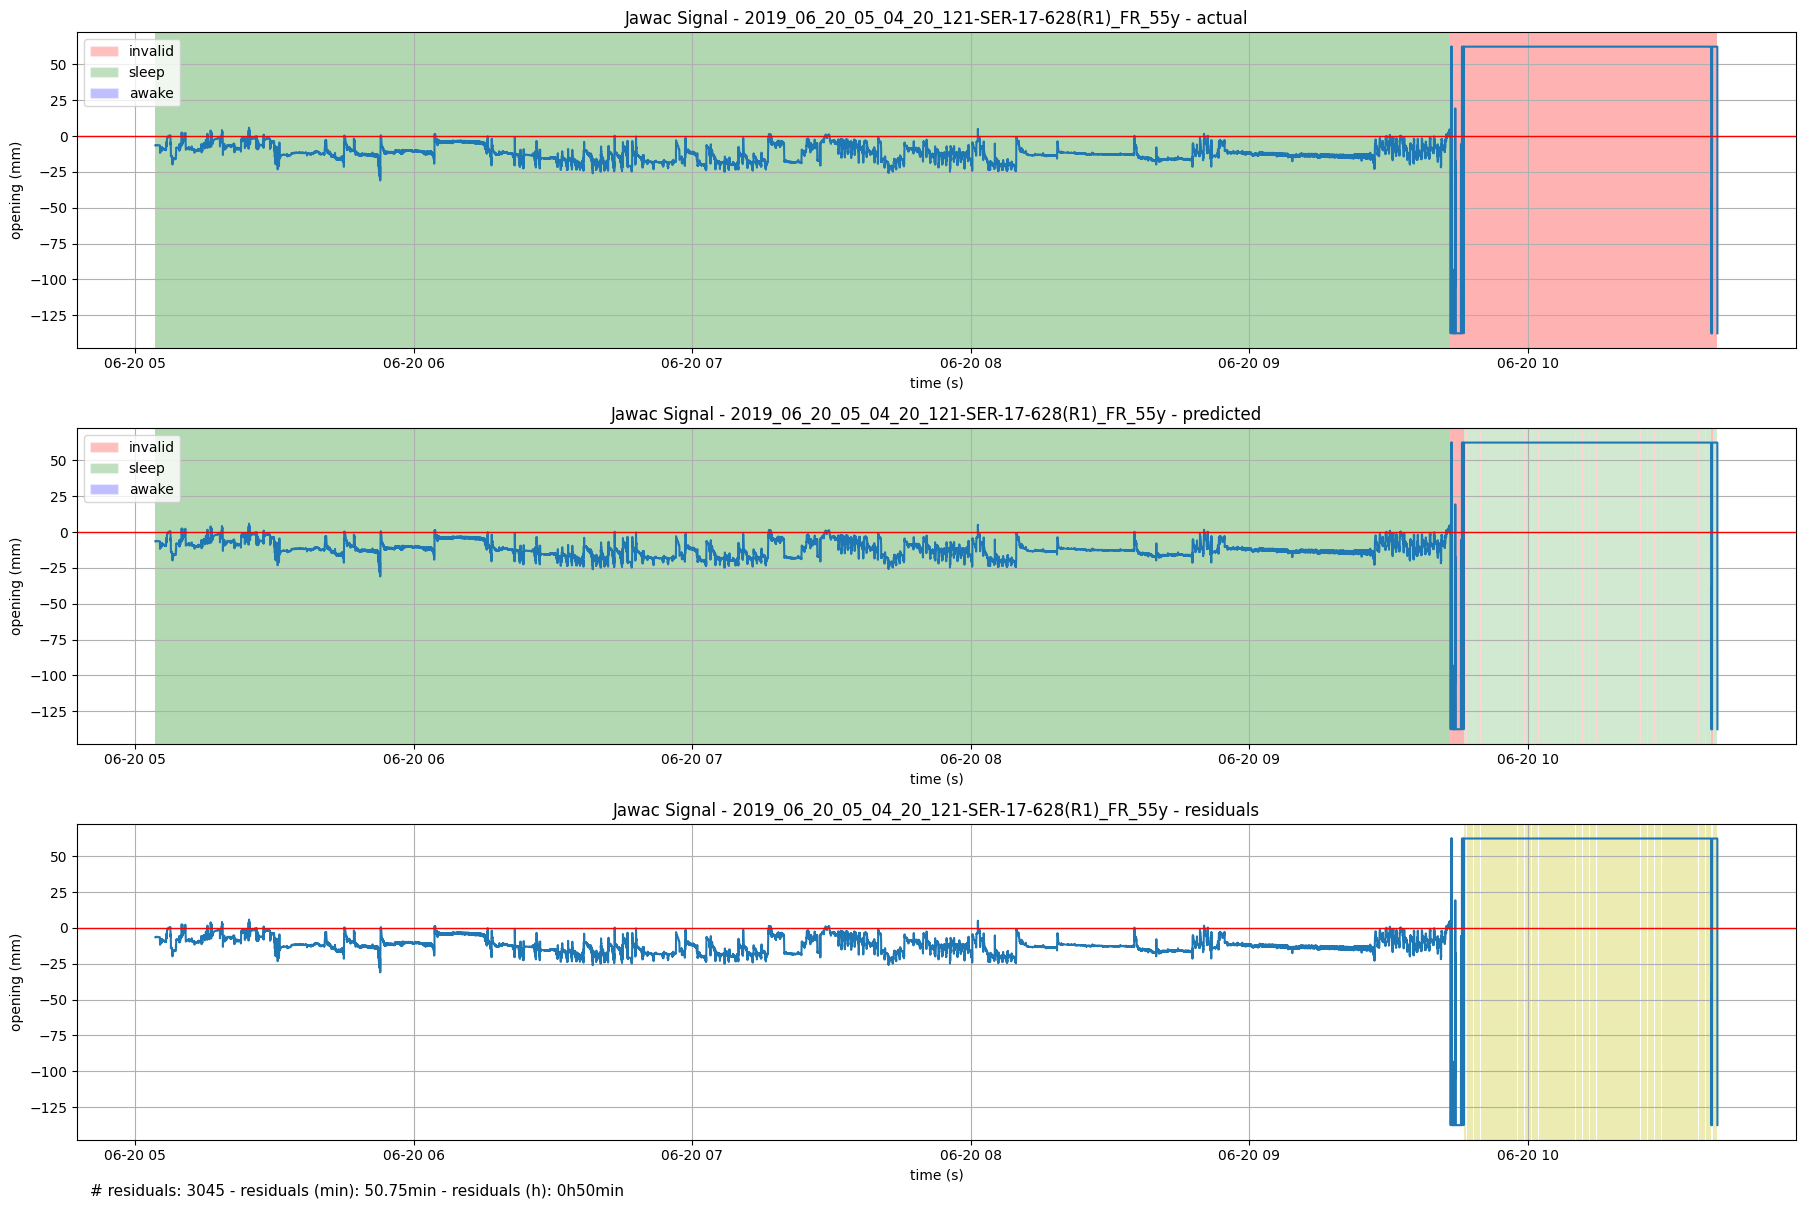 Jawac Signal - 2019_06_20_05_04_20_121-SER-17-628(R1)_FR_55y - actual
invalid
sleep
awake
opening (mm)
50
25
0
−25
−50
−75
−100
−125
06-20 05 06-20 06 06-20 07 06-20 08 06-20 09 06-20 10
time (s)
Jawac Signal - 2019_06_20_05_04_20_121-SER-17-628(R1)_FR_55y - predicted
invalid
sleep
awake
opening (mm)
50
25
0
−25
−50
−75
−100
−125
06-20 05 06-20 06 06-20 07 06-20 08 06-20 09 06-20 10
time (s)
Jawac Signal - 2019_06_20_05_04_20_121-SER-17-628(R1)_FR_55y - residuals
opening (mm)
50
25
0
−25
−50
−75
−100
−125
06-20 05 06-20 06 06-20 07 06-20 08 06-20 09 06-20 10
time (s)
# residuals: 3045 - residuals (min): 50.75min - residuals (h): 0h50min